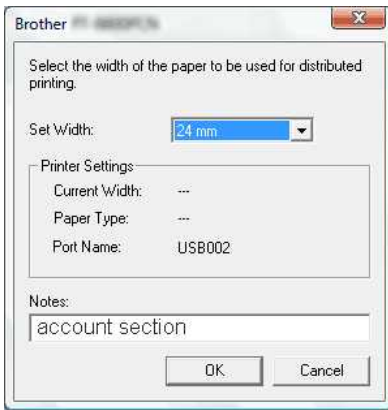 Brother
Select the width of the paper to be used for distributed
printing.
Set Width: 24 mm
Printer Settings
Current Width: ---
Paper Type: ---
Port Name: USB002
Notes:
account section
OK Cancel